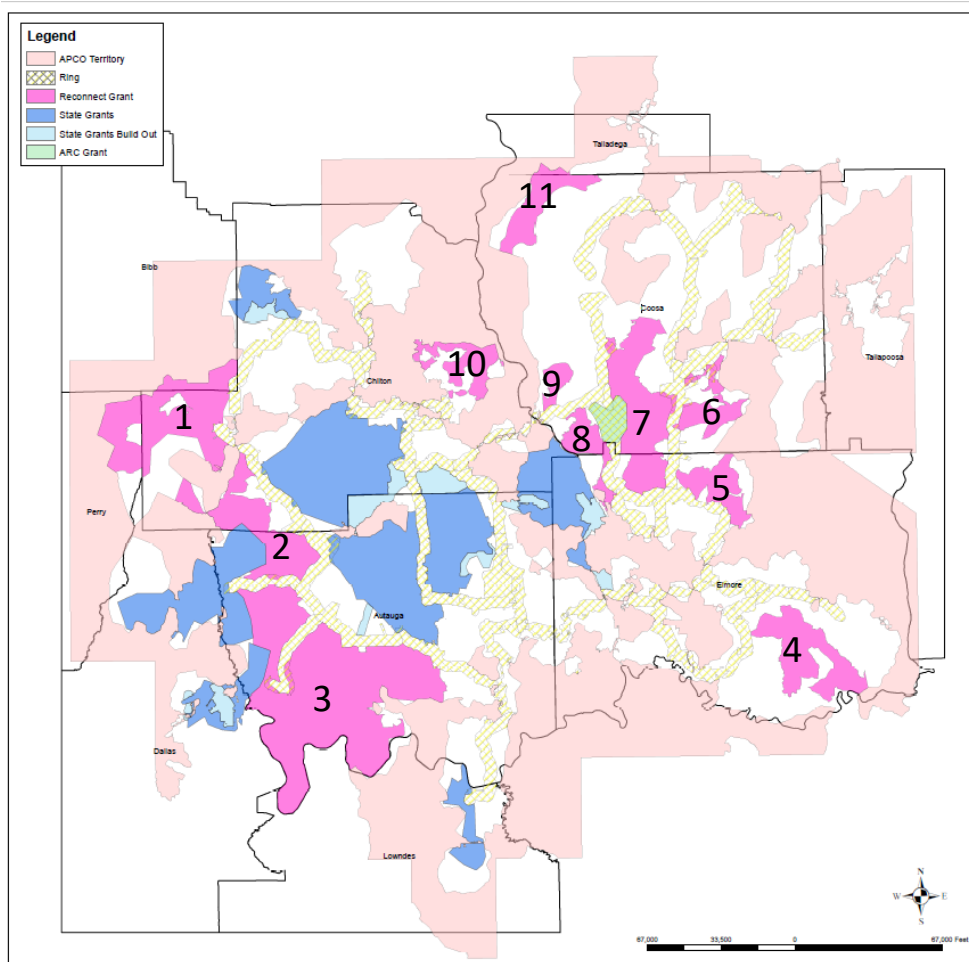 Legend
APCO Territory
Ring
Reconnect Grant
State Grants
State Grants Build Out
ARC Grant
Talladega
11
Bibb
Coosa
Tallapoosa
10
9
Chilton
1
7
6
8
5
Perry
2
Elmore
Autauga
4
3
Dallas
Lowndes
N
W
E
S
67,000
33,500
0
67,000 Feet